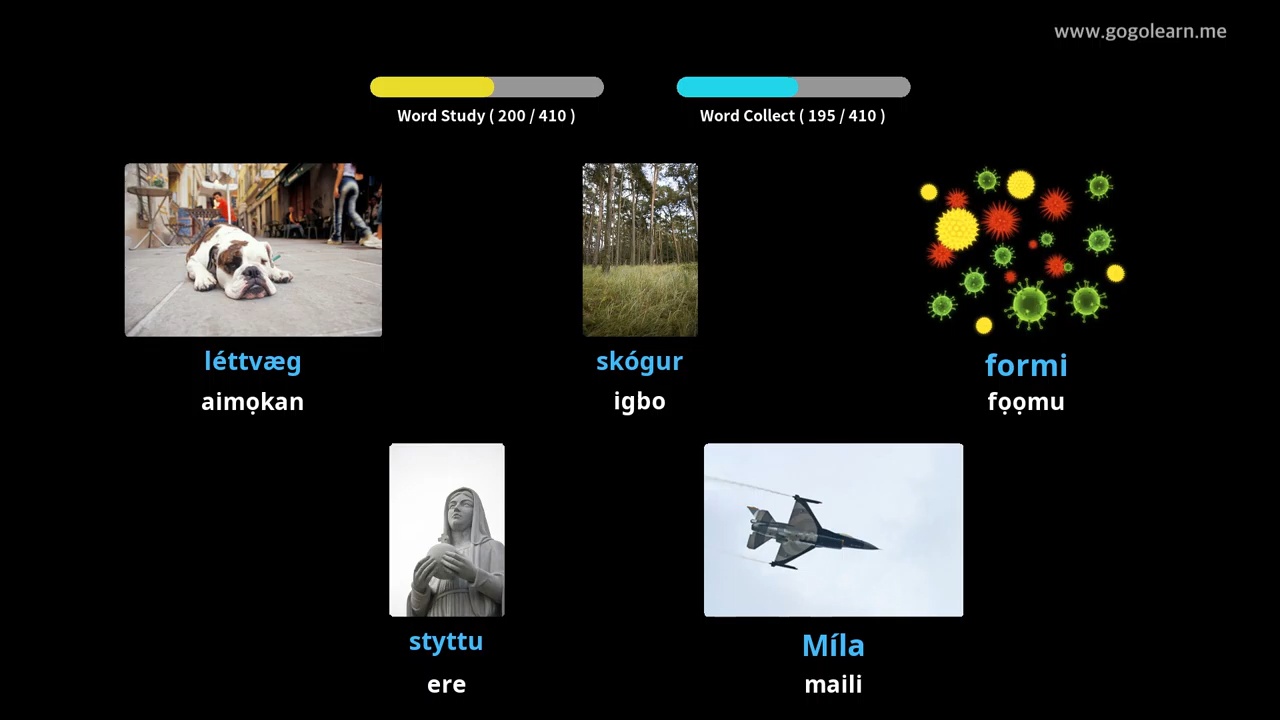 www.gogolearn.me
Word Study ( 200 / 410 )
Word Collect ( 195 / 410 )
léttvæg
skógur
formi
aimọkan
igbo
fọọmu
styttu
Míla
ere
maili